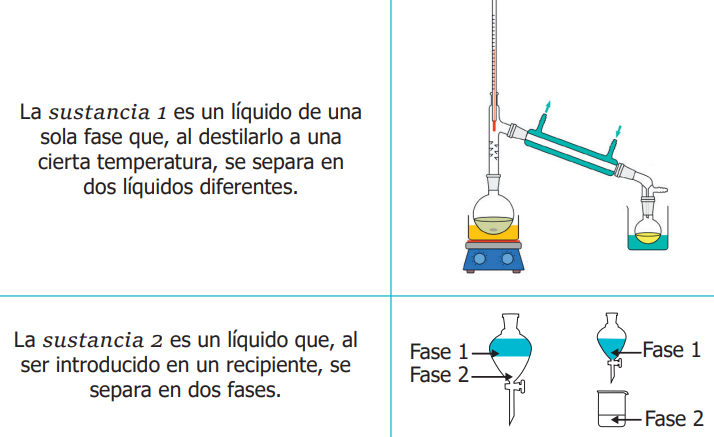 La sustancia 1 es un líquido de una
sola fase que, al destilarlo a una
cierta temperatura, se separa en
dos líquidos diferentes.
La sustancia 2 es un líquido que, al
ser introducido en un recipiente, se
separa en dos fases.
Fase 1
Fase 2
Fase 1
Fase 2